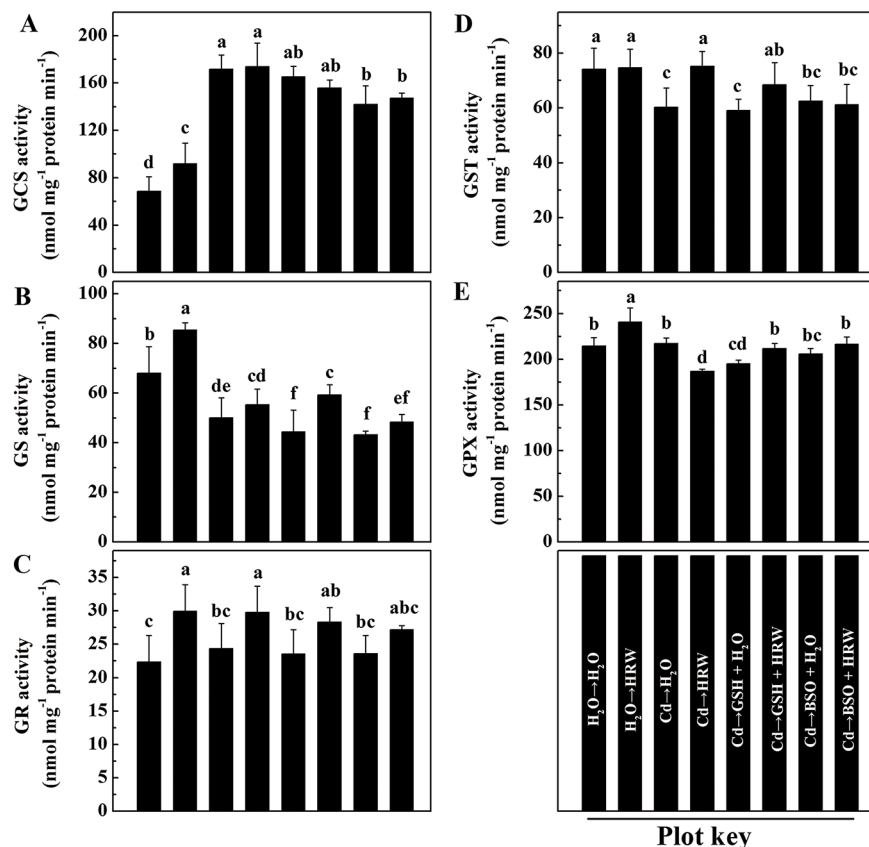 A
GCS activity
(nmol mg⁻¹ protein min⁻¹)
200
160
120
80
40
0
d c a a ab ab b b
B
GS activity
(nmol mg⁻¹ protein min⁻¹)
100
80
60
40
20
0
b a de cd f c f ef
C
GR activity
(nmol mg⁻¹ protein min⁻¹)
35
30
25
20
15
10
5
0
c a bc a bc ab bc abc
D
GST activity
(nmol mg⁻¹ protein min⁻¹)
80
60
40
20
0
a a c a c ab bc bc
E
GPX activity
(nmol mg⁻¹ protein min⁻¹)
250
200
150
100
50
0
b a b d cd b bc b
H₂O→H₂O
H₂O→HRW
Cd→H₂O
Cd→HRW
Cd→GSH + H₂O
Cd→GSH + HRW
Cd→BSO + H₂O
Cd→BSO + HRW
Plot key